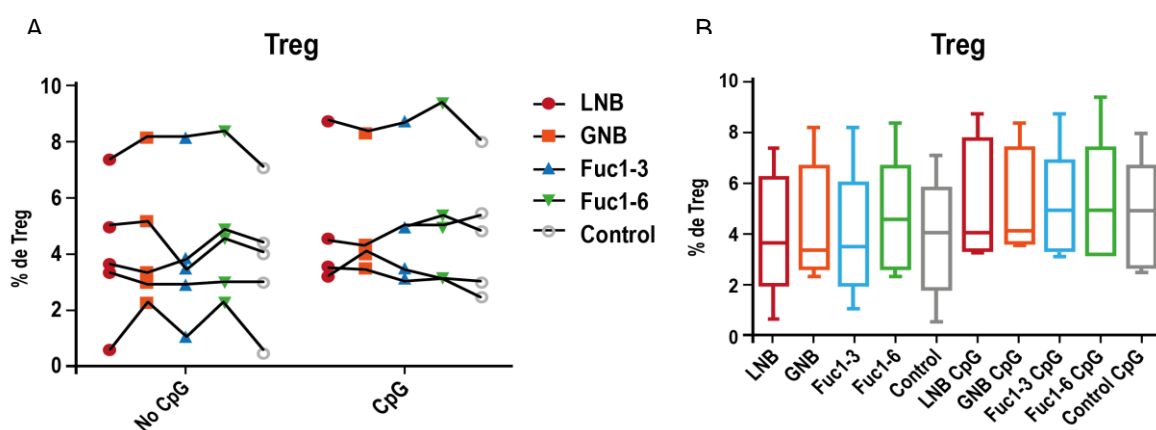 A
Treg
% de Treg
10
8
6
4
2
0
No CpG
CpG
LNB
GNB
Fuc1-3
Fuc1-6
Control
B
Treg
% de Treg
10
8
6
4
2
0
LNB
GNB
Fuc1-3
Fuc1-6
Control
LNB CpG
GNB CpG
Fuc1-3 CpG
Fuc1-6 CpG
Control CpG